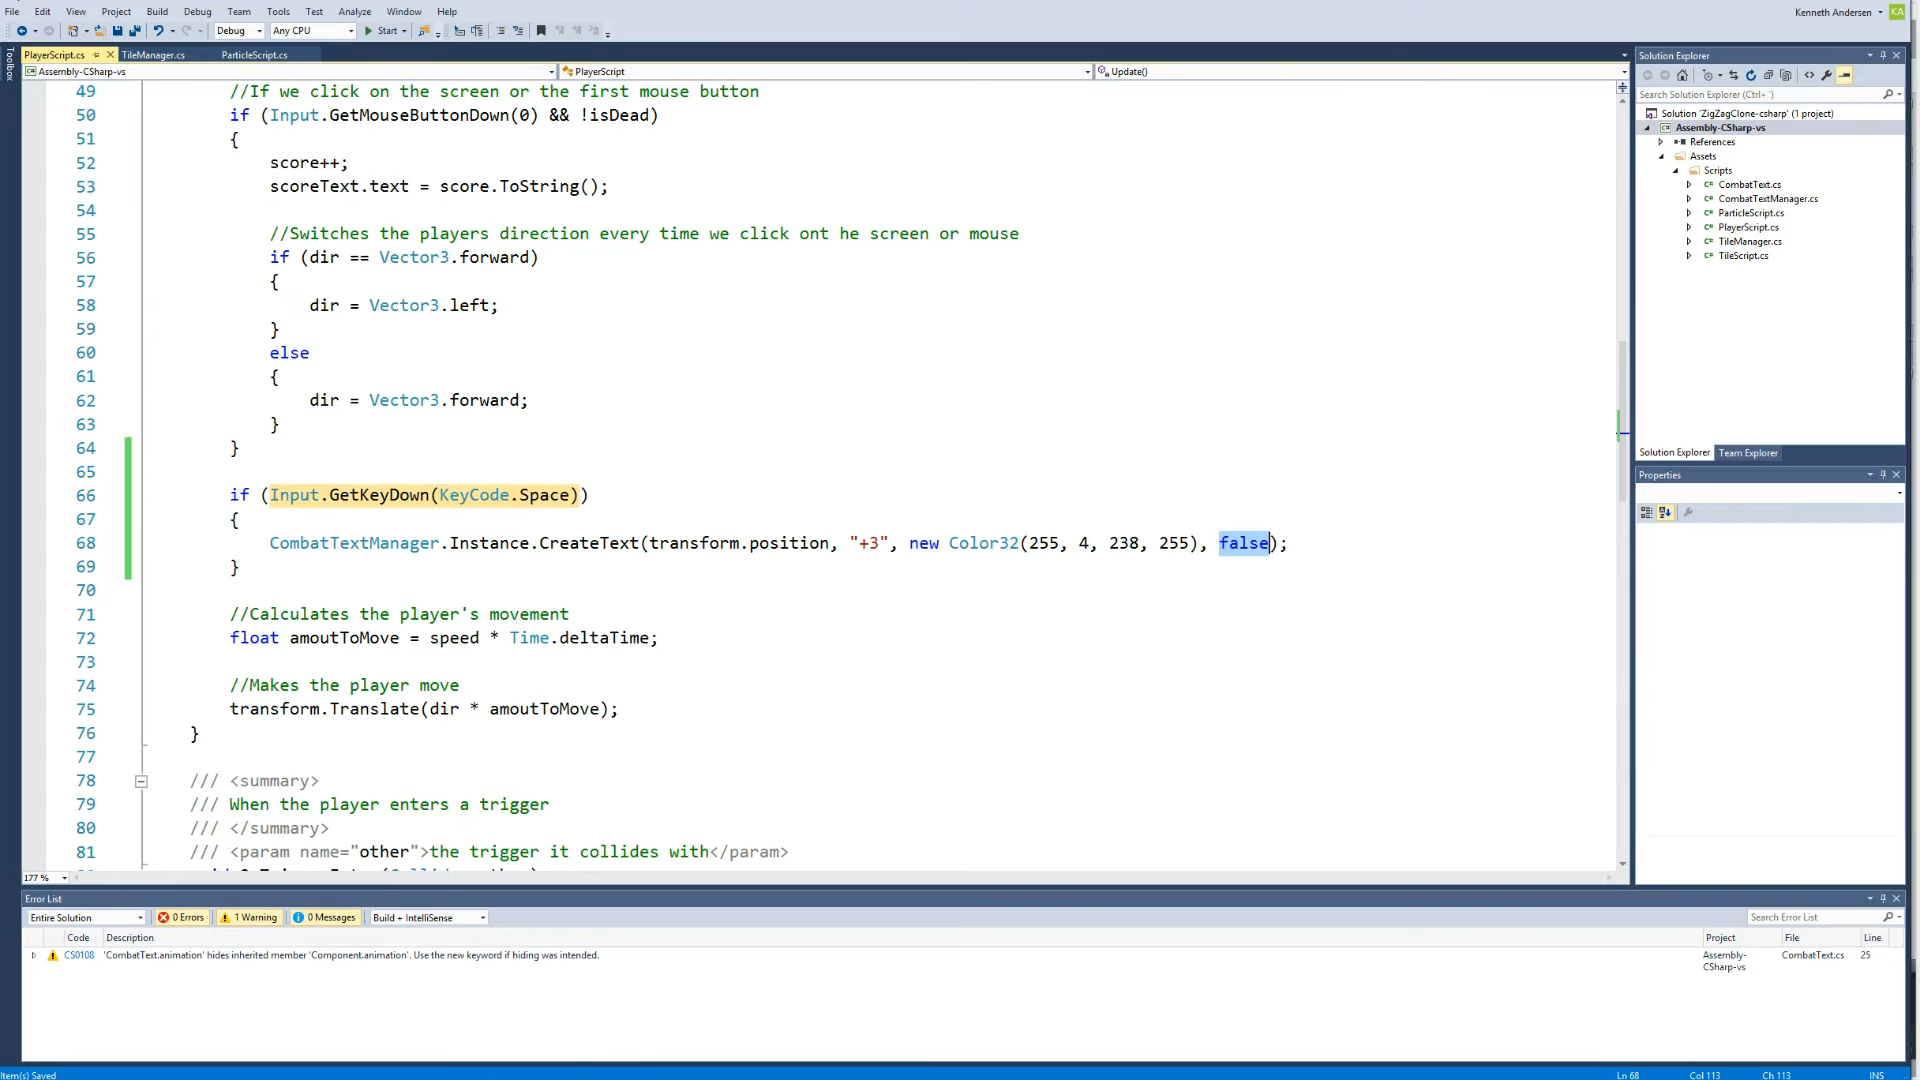 File Edit View Project Build Debug Team Tools Test Analyze Window Help Kenneth Andersen KA
Debug Any CPU Start
PlayerScript.cs TileManager.cs ParticleScript.cs
Toolbox
Assembly-CSharp-vs PlayerScript Update()
49 //If we click on the screen or the first mouse button
50 if (Input.GetMouseButtonDown(0) && !isDead)
51 {
52 score++;
53 scoreText.text = score.ToString();
54
55 //Switches the players direction every time we click ont he screen or mouse
56 if (dir == Vector3.forward)
57 {
58 dir = Vector3.left;
59 }
60 else
61 {
62 dir = Vector3.forward;
63 }
64 }
65
66 if (Input.GetKeyDown(KeyCode.Space))
67 {
68 CombatTextManager.Instance.CreateText(transform.position, "+3", new Color32(255, 4, 238, 255), false);
69 }
70
71 //Calculates the player's movement
72 float amoutToMove = speed * Time.deltaTime;
73
74 //Makes the player move
75 transform.Translate(dir * amoutToMove);
76 }
77
78 /// <summary>
79 /// When the player enters a trigger
80 /// </summary>
81 /// <param name="other">the trigger it collides with</param>
177 %
Solution Explorer
Search Solution Explorer (Ctrl+¨)
Solution 'ZigZagClone-csharp' (1 project)
Assembly-CSharp-vs
References
Assets
Scripts
CombatText.cs
CombatTextManager.cs
ParticleScript.cs
PlayerScript.cs
TileManager.cs
TileScript.cs
Solution Explorer Team Explorer
Properties
Error List
Entire Solution 0 Errors 1 Warning 0 Messages Build + IntelliSense Search Error List
Code Description Project File Line
CS0108 'CombatText.animation' hides inherited member 'Component.animation'. Use the new keyword if hiding was intended. Assembly-CSharp-vs CombatText.cs 25
Item(s) Saved Ln 68 Col 113 Ch 113 INS